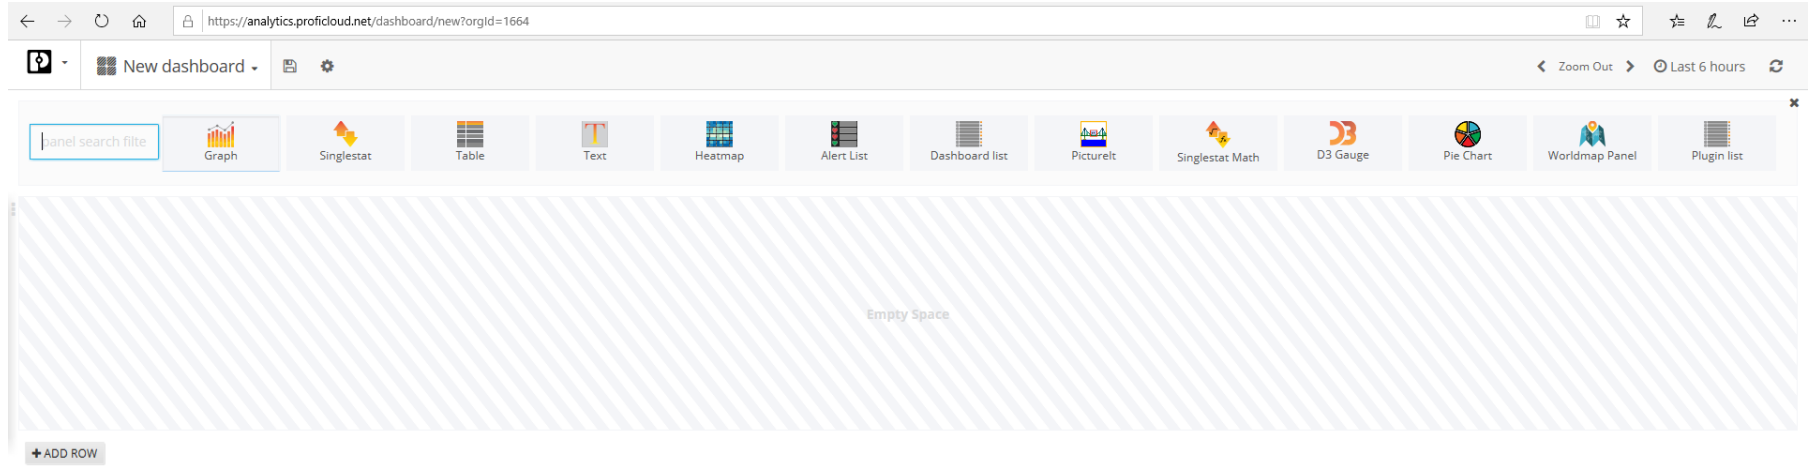 https://analytics.proficloud.net/dashboard/new?orgId=1664
New dashboard
Zoom Out
Last 6 hours
panel search filte
Graph
Singlestat
Table
Text
Heatmap
Alert List
Dashboard list
PictureIt
Singlestat Math
D3 Gauge
Pie Chart
Worldmap Panel
Plugin list
Empty Space
+ ADD ROW